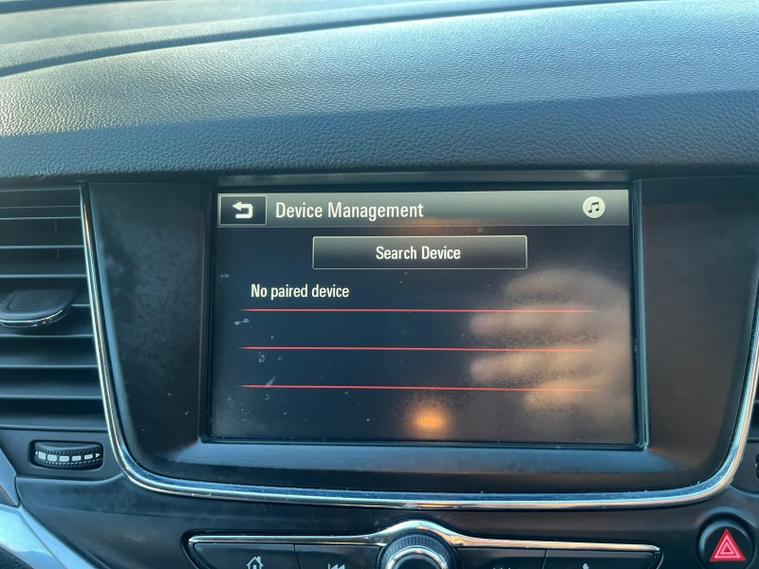 Device Management
Search Device
No paired device